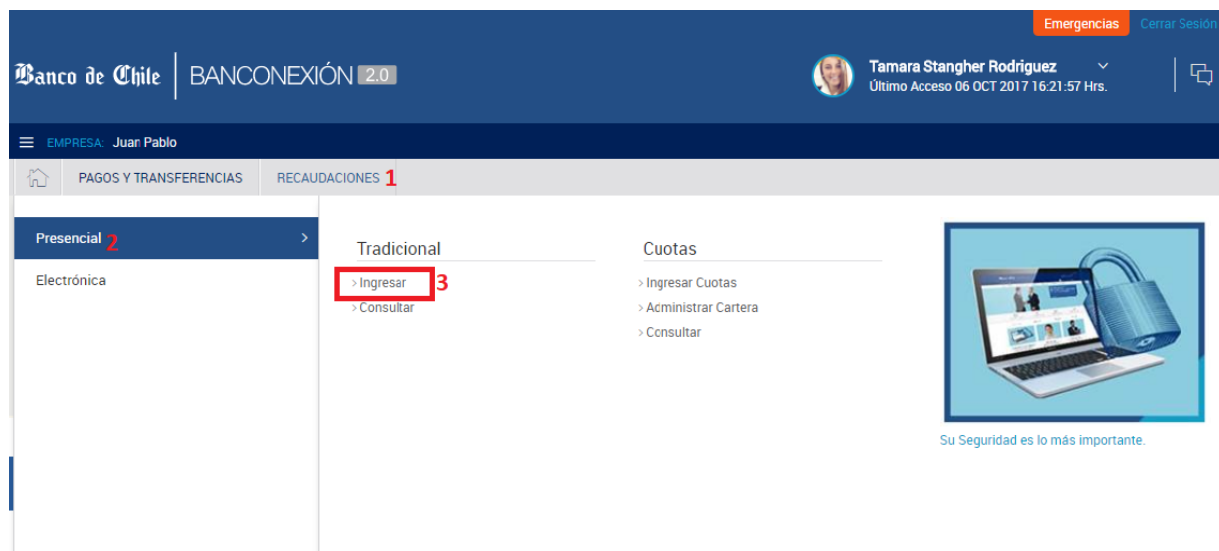 Emergencias Cerrar Sesión
Banco de Chile BANCONEXIÓN 2.0
Tamara Stangher Rodriguez
Último Acceso 06 OCT 2017 16:21:57 Hrs.
EMPRESA: Juan Pablo
PAGOS Y TRANSFERENCIAS RECAUDACIONES 1
Presencial 2
Electrónica
Tradicional
> Ingresar 3
> Consultar
Cuotas
> Ingresar Cuotas
> Acministrar Cartera
> Ccnsultar
Su Seguridad es lo más importante.